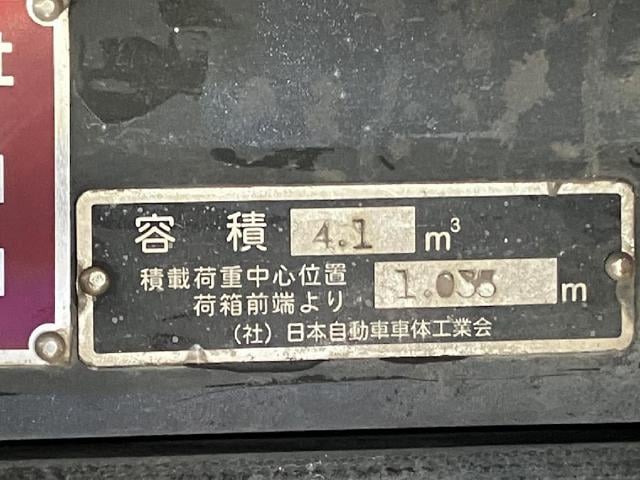 社
容積 4.1 m³
積載荷重中心位置
荷箱前端より 1.035 m
（社）日本自動車車体工業会